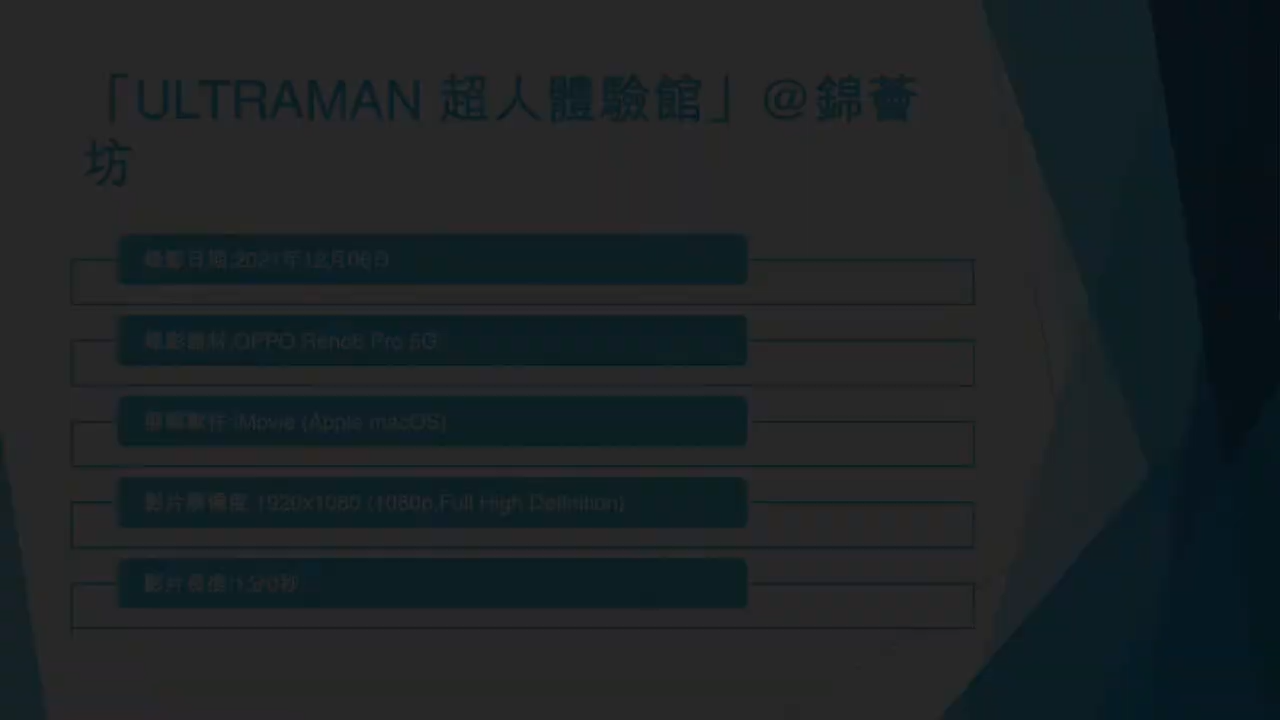 「ULTRAMAN 超人體驗館」@錦薈
坊
攝影日期:2021年12月06日
攝影器材:OPPO Reno6 Pro 5G
剪輯軟件:iMovie (Apple macOS)
影片解像度:1920x1080 (1080p,Full High Definition)
影片長度:1分0秒